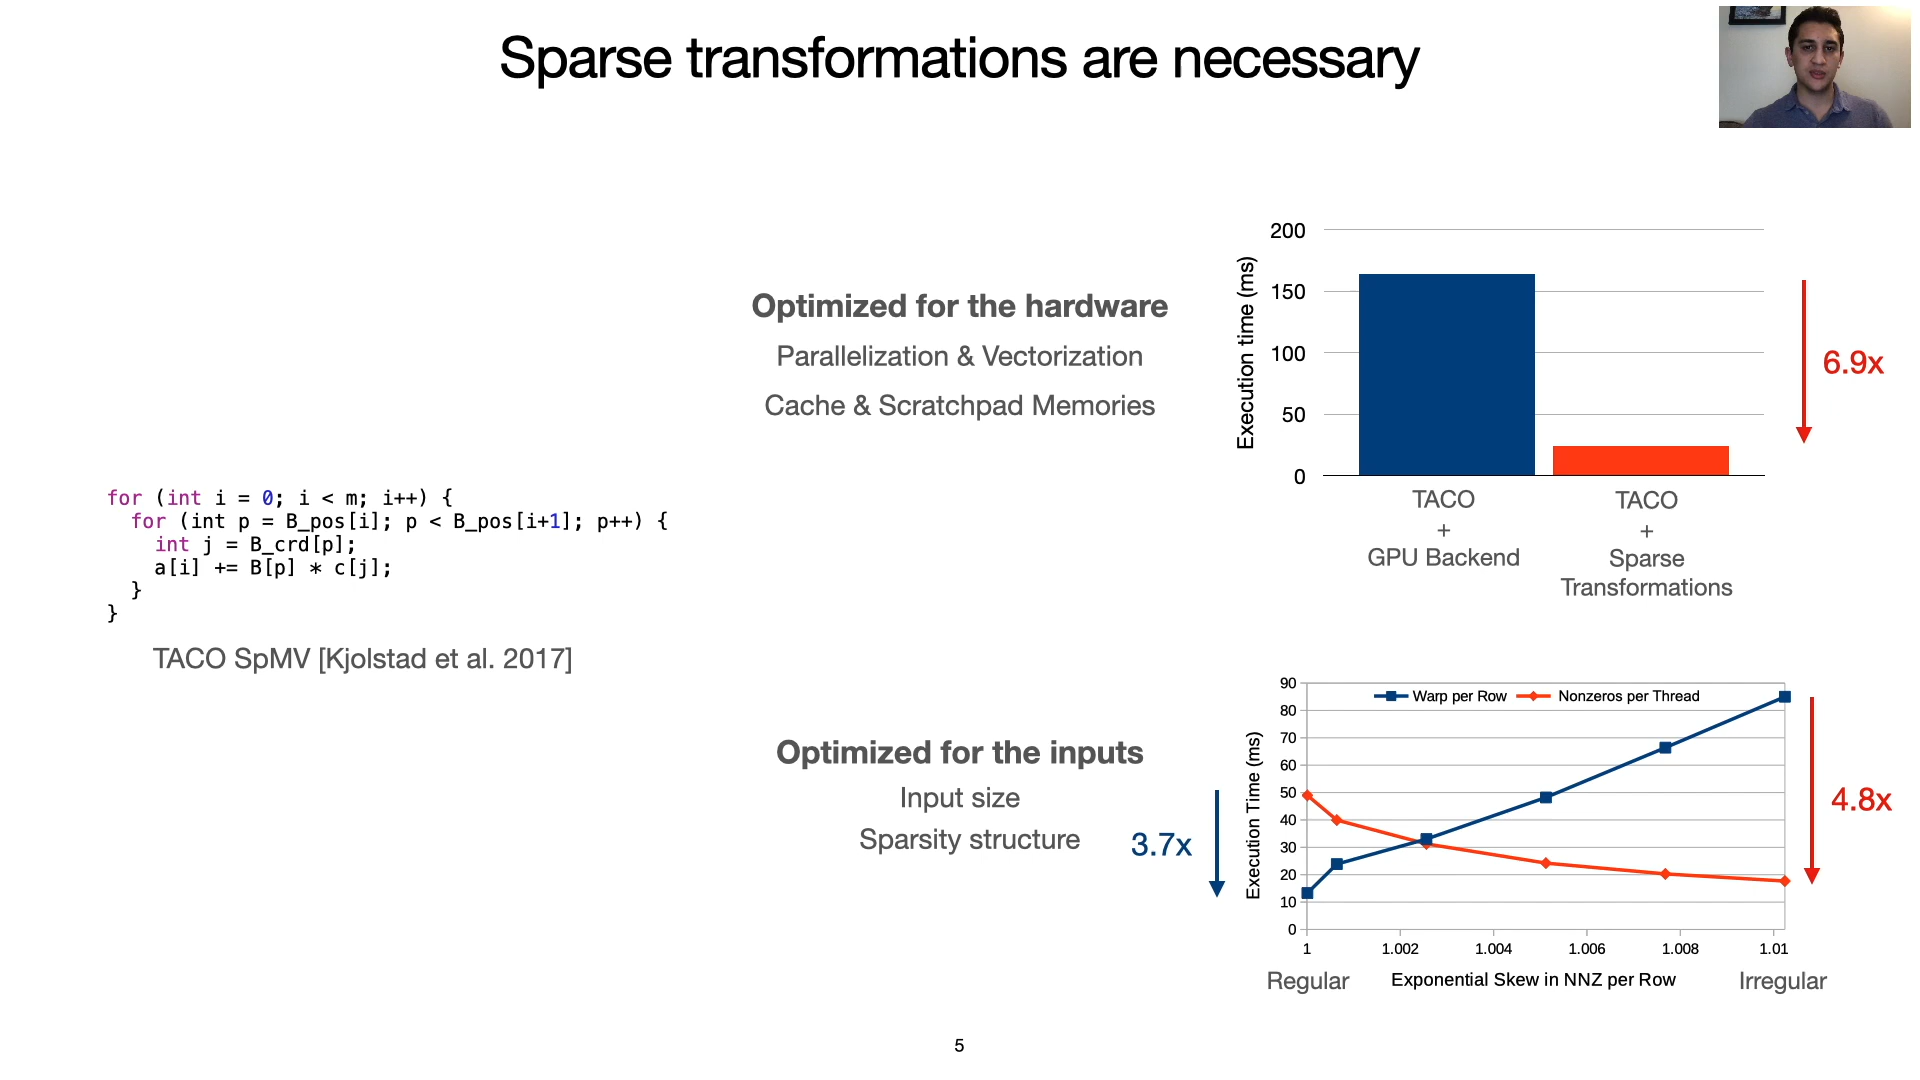 Sparse transformations are necessary
for (int i = 0; i < m; i++) {
for (int p = B_pos[i]; p < B_pos[i+1]; p++) {
int j = B_crd[p];
a[i] += B[p] * c[j];
}
}
TACO SpMV [Kjolstad et al. 2017]
Optimized for the hardware
Parallelization & Vectorization
Cache & Scratchpad Memories
Execution time (ms)
200
150
100
50
0
TACO
+
GPU Backend
TACO
+
Sparse
Transformations
6.9x
Optimized for the inputs
Input size
Sparsity structure
3.7x
Execution Time (ms)
90
80
70
60
50
40
30
20
10
0
Warp per Row
Nonzeros per Thread
1
1.002
1.004
1.006
1.008
1.01
Regular
Exponential Skew in NNZ per Row
Irregular
4.8x
5